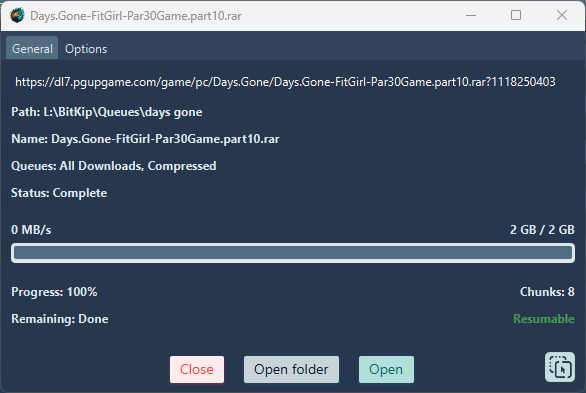 Days.Gone-FitGirl-Par30Game.part10.rar
General Options
https://dl7.pgupgame.com/game/pc/Days.Gone/Days.Gone-FitGirl-Par30Game.part10.rar?1118250403
Path: L:\BitKip\Queues\days gone
Name: Days.Gone-FitGirl-Par30Game.part10.rar
Queues: All Downloads, Compressed
Status: Complete
0 MB/s 2 GB / 2 GB
Progress: 100% Chunks: 8
Remaining: Done Resumable
Close Open folder Open